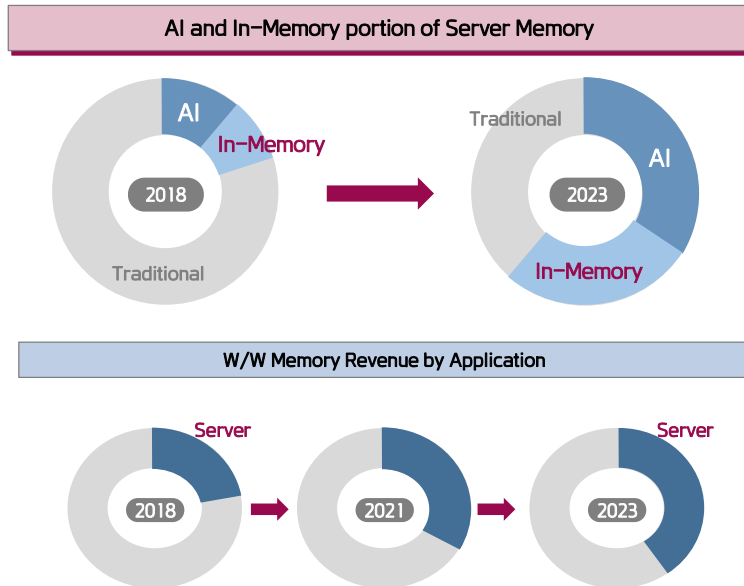 AI and In-Memory portion of Server Memory
AI
In-Memory
2018
Traditional
Traditional
AI
2023
In-Memory
W/W Memory Revenue by Application
Server
2018
2021
Server
2023